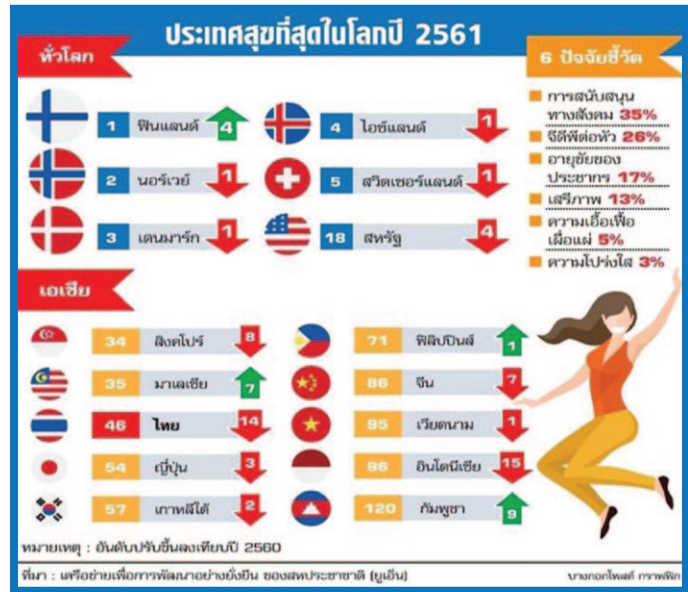 ประเทศสุขที่สุดในโลกปี 2561
ทั่วโลก
1 ฟินแลนด์ 4
2 นอร์เวย์ 1
3 เดนมาร์ก 1
4 ไอซ์แลนด์ 1
5 สวิตเซอร์แลนด์ 1
18 สหรัฐ 4
6 ปัจจัยชี้วัด
การสนับสนุน
ทางสังคม 35%
จีดีพีต่อหัว 26%
อายุขัยของ
ประชากร 17%
เสรีภาพ 13%
ความเอื้อเฟื้อ
เผื่อแผ่ 5%
ความโปร่งใส 3%
เอเชีย
34 สิงคโปร์ 8
35 มาเลเซีย 7
46 ไทย 14
54 ญี่ปุ่น 3
57 เกาหลีใต้ 2
71 ฟิลิปปินส์ 1
86 จีน 7
95 เวียดนาม 1
96 อินโดนีเซีย 15
120 กัมพูชา 9
หมายเหตุ : อันดับปรับขึ้นลงเทียบปี 2560
ที่มา : เครือข่ายเพื่อการพัฒนาอย่างยั่งยืน ของสหประชาชาติ (ยูเอ็น)
บางกอกโพสต์ กราฟฟิก